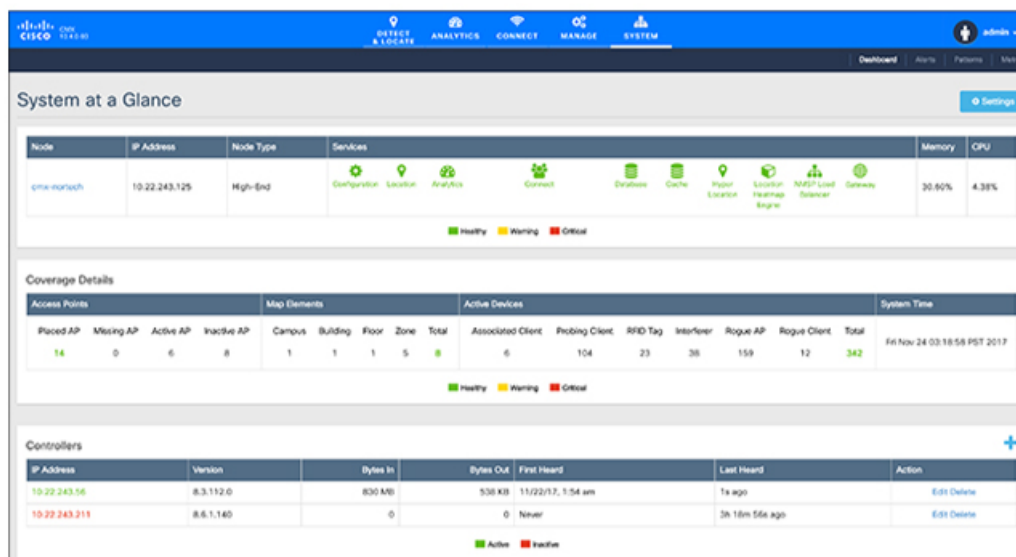 CISCO CMX
10.4.0-80
DETECT & LOCATE ANALYTICS CONNECT MANAGE SYSTEM
admin
Dashboard Alerts Patterns
System at a Glance
Settings
Node IP Address Node Type Services Memory CPU
cmx-nortech 10.22.243.125 High-End Configuration Location Analytics Connect Database Cache Hyper Location Location Heatmap Engine NMSP Load Balancer Gateway 30.60% 4.38%
Healthy Warning Critical
Coverage Details
Access Points Map Elements Active Devices System Time
Placed AP Missing AP Active AP Inactive AP Campus Building Floor Zone Total Associated Client Probing Client RFID Tag Interferer Rogue AP Rogue Client Total
14 0 6 8 1 1 1 5 8 6 104 23 38 159 12 342 Fri Nov 24 03:18:58 PST 2017
Healthy Warning Critical
Controllers
IP Address Version Bytes In Bytes Out First Heard Last Heard Action
10.22.243.56 8.3.112.0 830 MB 538 KB 11/22/17, 1:54 am 1s ago Edit Delete
10.22.243.211 8.6.1.140 0 0 Never 3h 18m 56s ago Edit Delete
Active Inactive